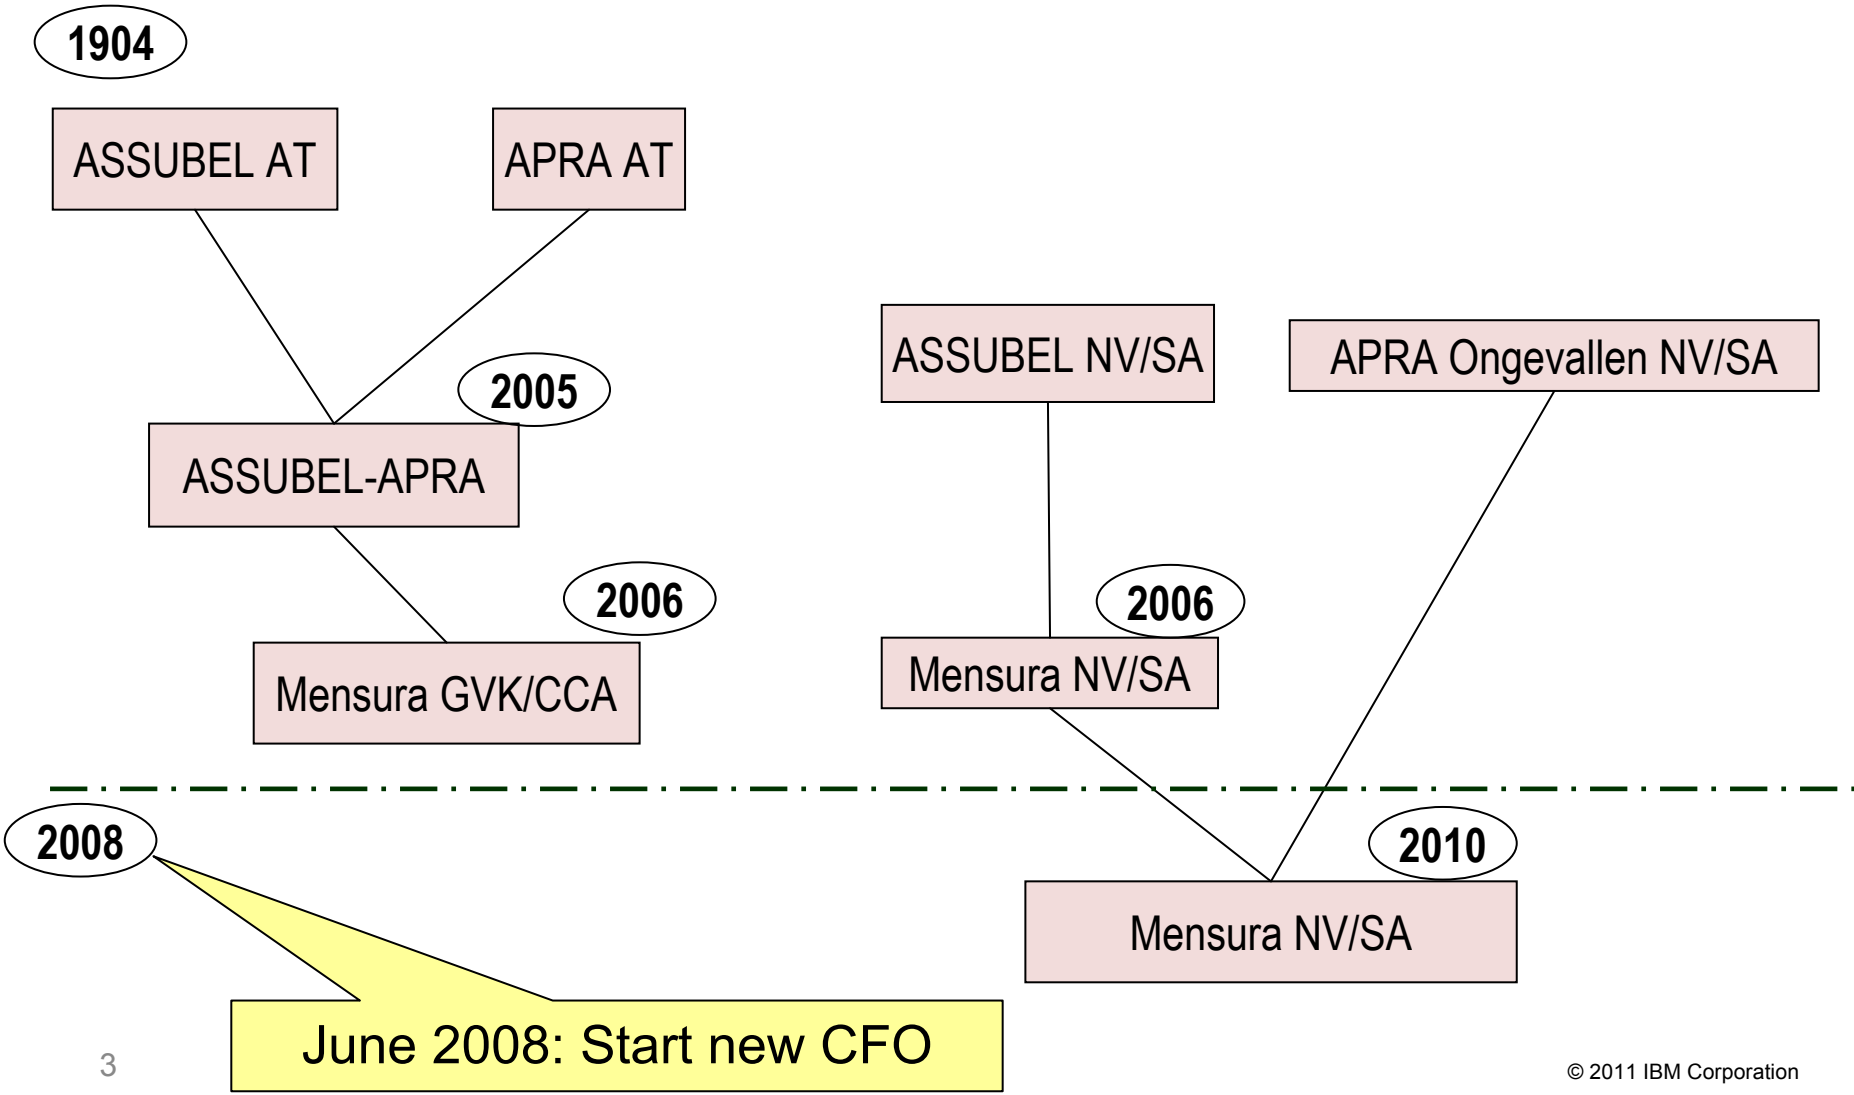 1904
ASSUBEL AT
APRA AT
ASSUBEL NV/SA
APRA Ongevallen NV/SA
2005
ASSUBEL-APRA
2006
2006
Mensura GVK/CCA
Mensura NV/SA
2008
2010
Mensura NV/SA
June 2008: Start new CFO
3
© 2011 IBM Corporation